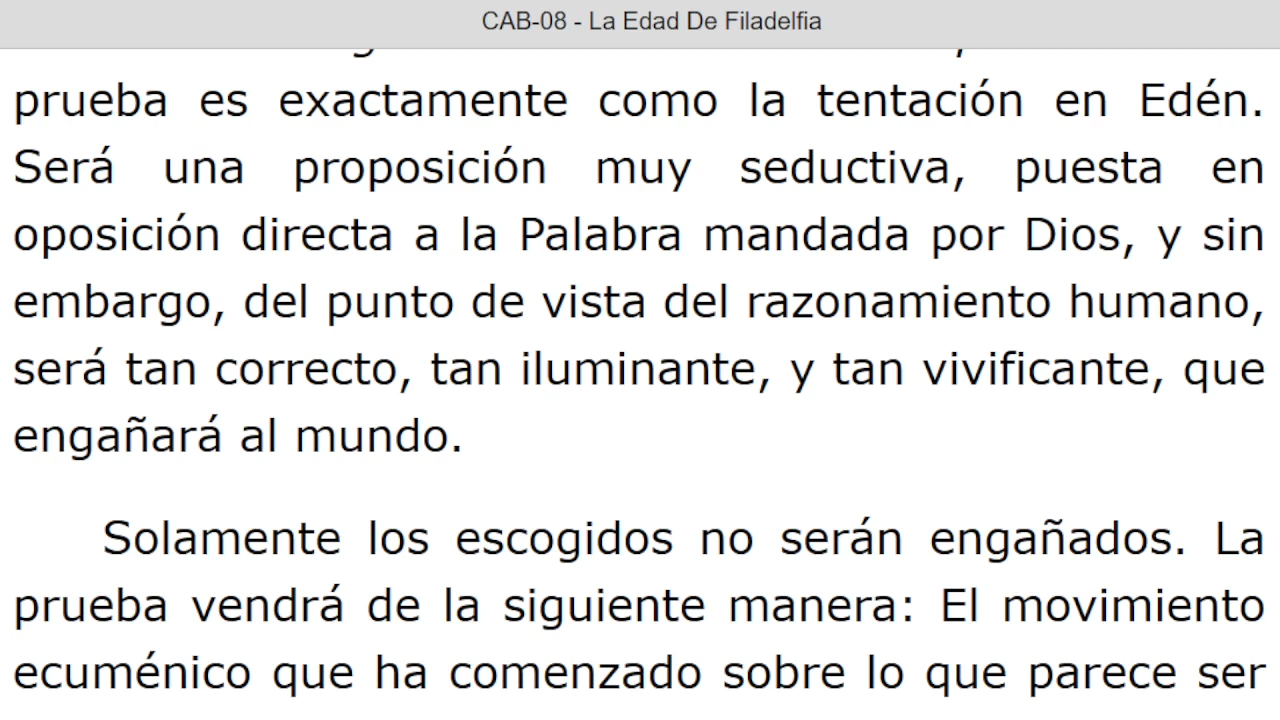 CAB-08 - La Edad De Filadelfia
prueba es exactamente como la tentación en Edén.
Será una proposición muy seductiva, puesta en
oposición directa a la Palabra mandada por Dios, y sin
embargo, del punto de vista del razonamiento humano,
será tan correcto, tan iluminante, y tan vivificante, que
engañará al mundo.
Solamente los escogidos no serán engañados. La
prueba vendrá de la siguiente manera: El movimiento
ecuménico que ha comenzado sobre lo que parece ser